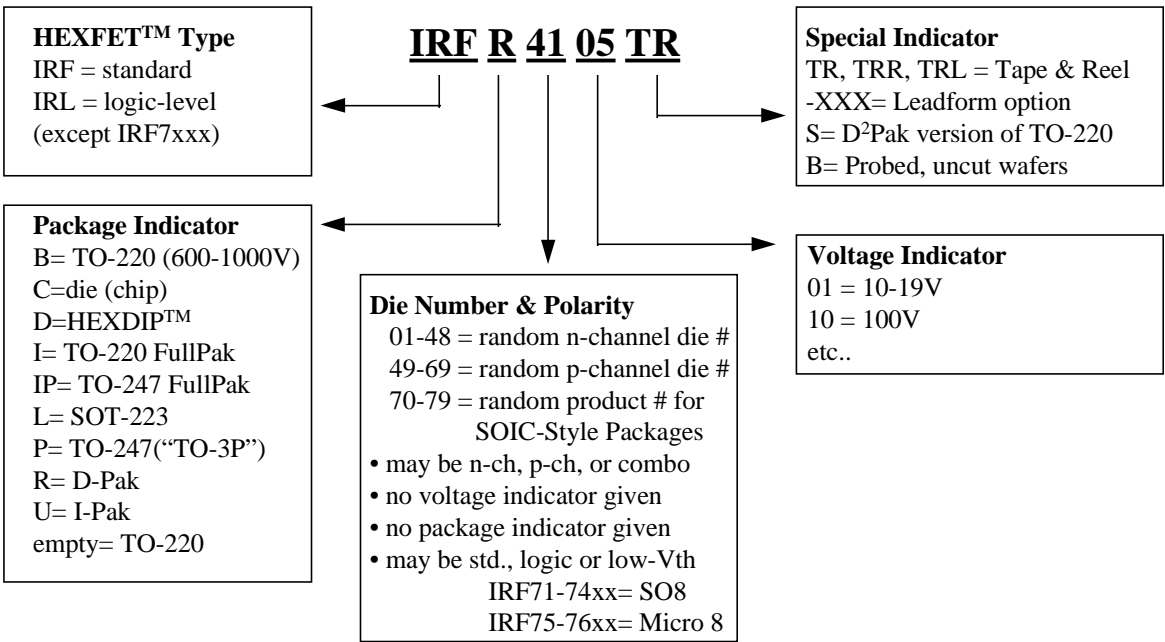 IRF R 41 05 TR
HEXFET™ Type
IRF = standard
IRL = logic-level
(except IRF7xxx)
Special Indicator
TR, TRR, TRL = Tape & Reel
-XXX= Leadform option
S= D²Pak version of TO-220
B= Probed, uncut wafers
Package Indicator
B= TO-220 (600-1000V)
C=die (chip)
D=HEXDIP™
I= TO-220 FullPak
IP= TO-247 FullPak
L= SOT-223
P= TO-247(“TO-3P”)
R= D-Pak
U= I-Pak
empty= TO-220
Die Number & Polarity
01-48 = random n-channel die #
49-69 = random p-channel die #
70-79 = random product # for
SOIC-Style Packages
• may be n-ch, p-ch, or combo
• no voltage indicator given
• no package indicator given
• may be std., logic or low-Vth
IRF71-74xx= SO8
IRF75-76xx= Micro 8
Voltage Indicator
01 = 10-19V
10 = 100V
etc..